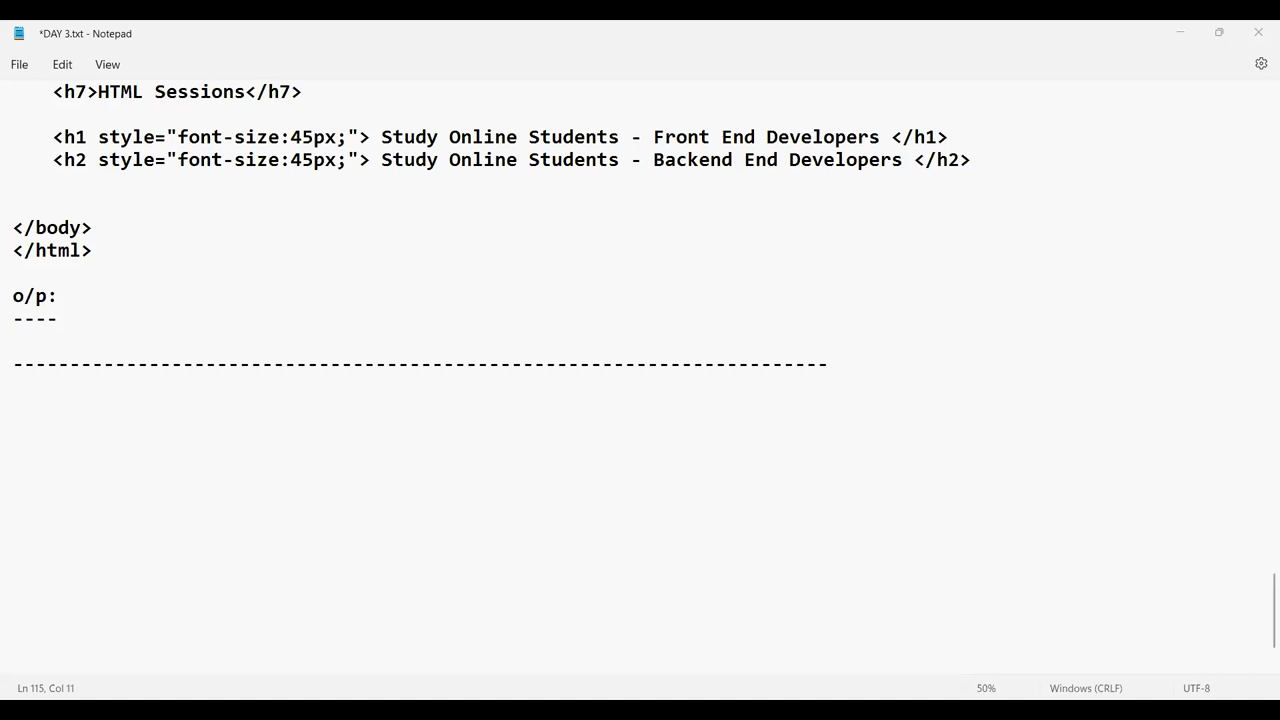 *DAY 3.txt - Notepad
File Edit View
<h7>HTML Sessions</h7>
<h1 style="font-size:45px;"> Study Online Students - Front End Developers </h1>
<h2 style="font-size:45px;"> Study Online Students - Backend End Developers </h2>
</body>
</html>
o/p:
----
------------------------------------------------------------------------
Ln 115, Col 11 50% Windows (CRLF) UTF-8